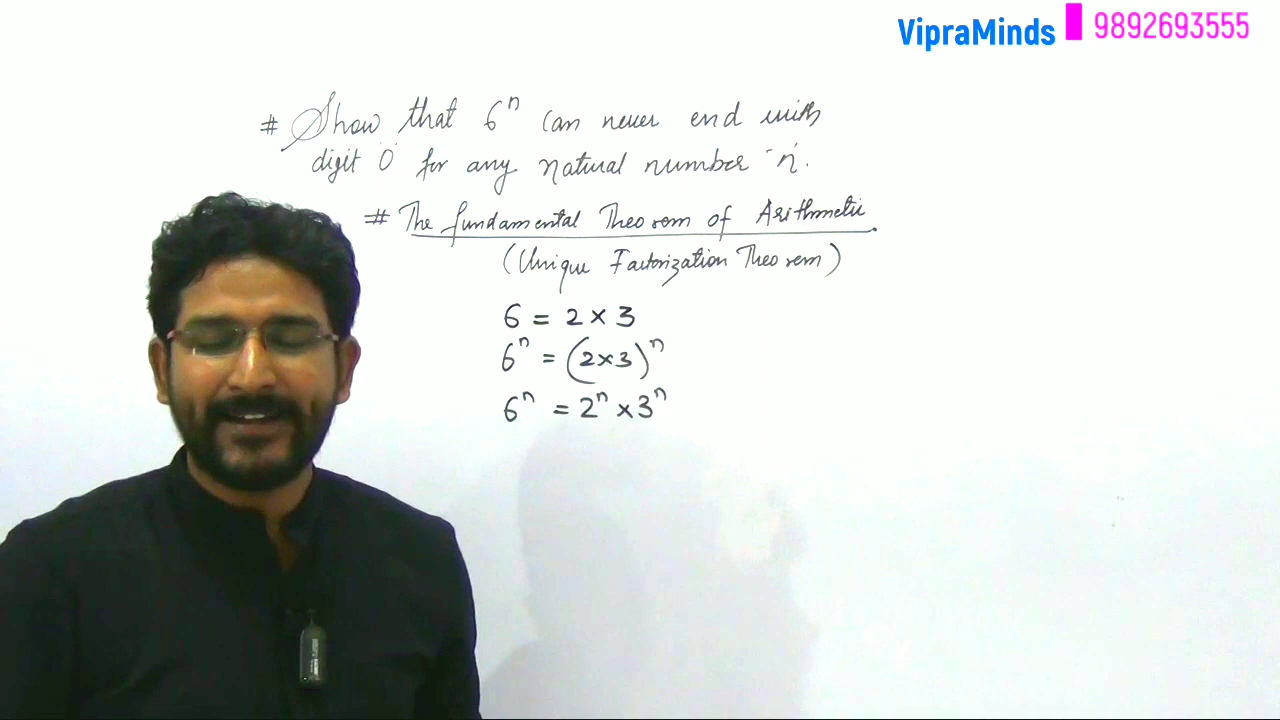 VipraMinds 9892693555
# Show that 6ⁿ can never end with
digit '0' for any natural number 'n'.
# The fundamental Theorem of Arithmetic.
(Unique Factorization Theorem)
6 = 2 × 3
6ⁿ = (2×3)ⁿ
6ⁿ = 2ⁿ × 3ⁿ